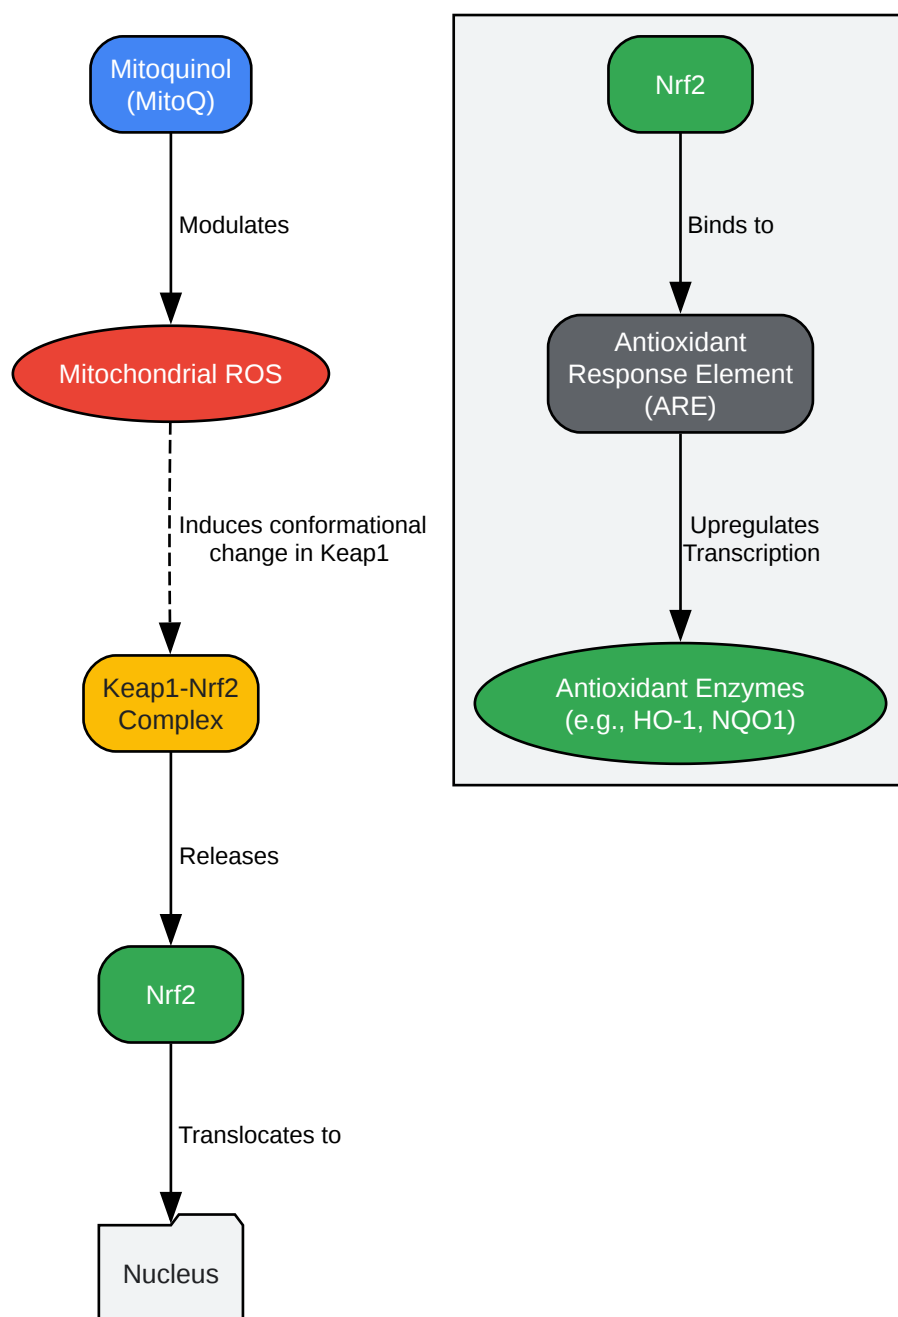 Mitoquinol
(MitoQ)
Modulates
Mitochondrial ROS
Induces conformational
change in Keap1
Keap1-Nrf2
Complex
Releases
Nrf2
Translocates to
Nucleus
Nrf2
Binds to
Antioxidant
Response Element
(ARE)
Upregulates
Transcription
Antioxidant Enzymes
(e.g., HO-1, NQO1)